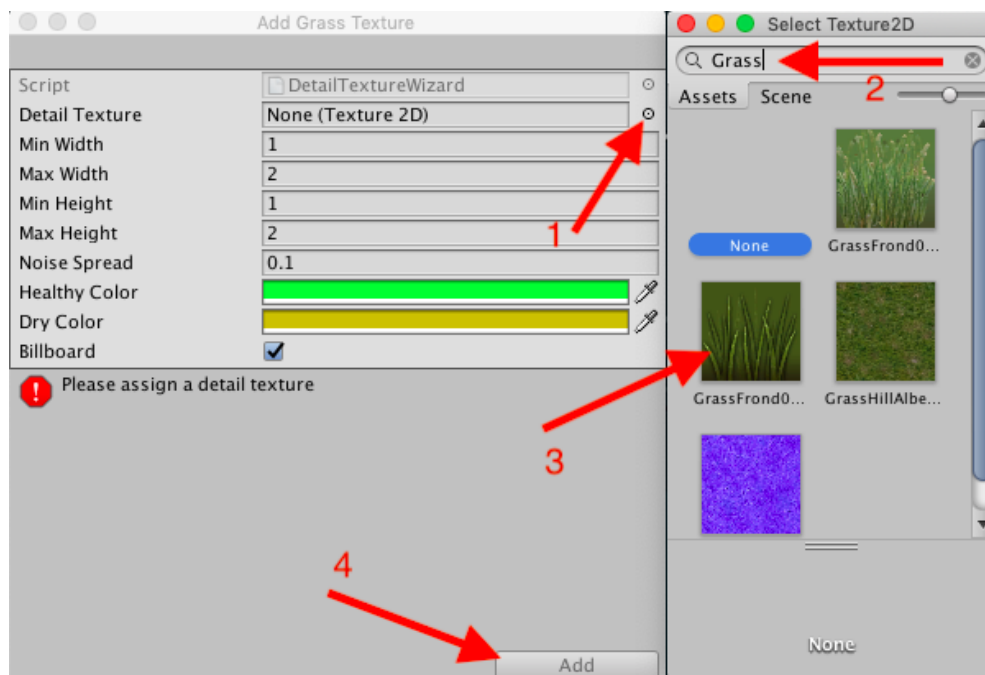 Add Grass Texture
Script DetailTextureWizard
Detail Texture None (Texture 2D)
Min Width 1
Max Width 2
Min Height 1
Max Height 2
Noise Spread 0.1
Healthy Color
Dry Color
Billboard
Please assign a detail texture
1
3
4
Add
Select Texture2D
Grass
2
Assets Scene
None GrassFrond0...
GrassFrond0... GrassHillAlbe...
None